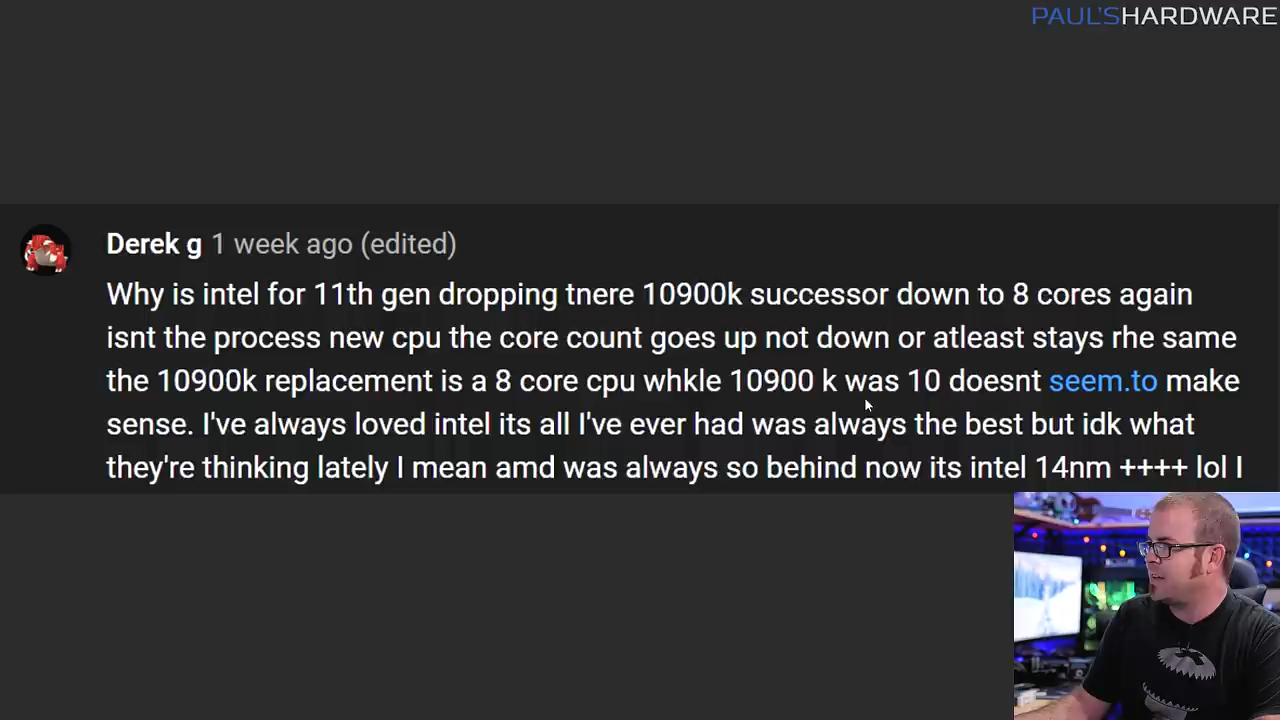 PAUL'SHARDWARE
Derek g 1 week ago (edited)
Why is intel for 11th gen dropping tnere 10900k successor down to 8 cores again
isnt the process new cpu the core count goes up not down or atleast stays rhe same
the 10900k replacement is a 8 core cpu whkle 10900 k was 10 doesnt seem.to make
sense. I've always loved intel its all I've ever had was always the best but idk what
they're thinking lately I mean amd was always so behind now its intel 14nm ++++ lol I